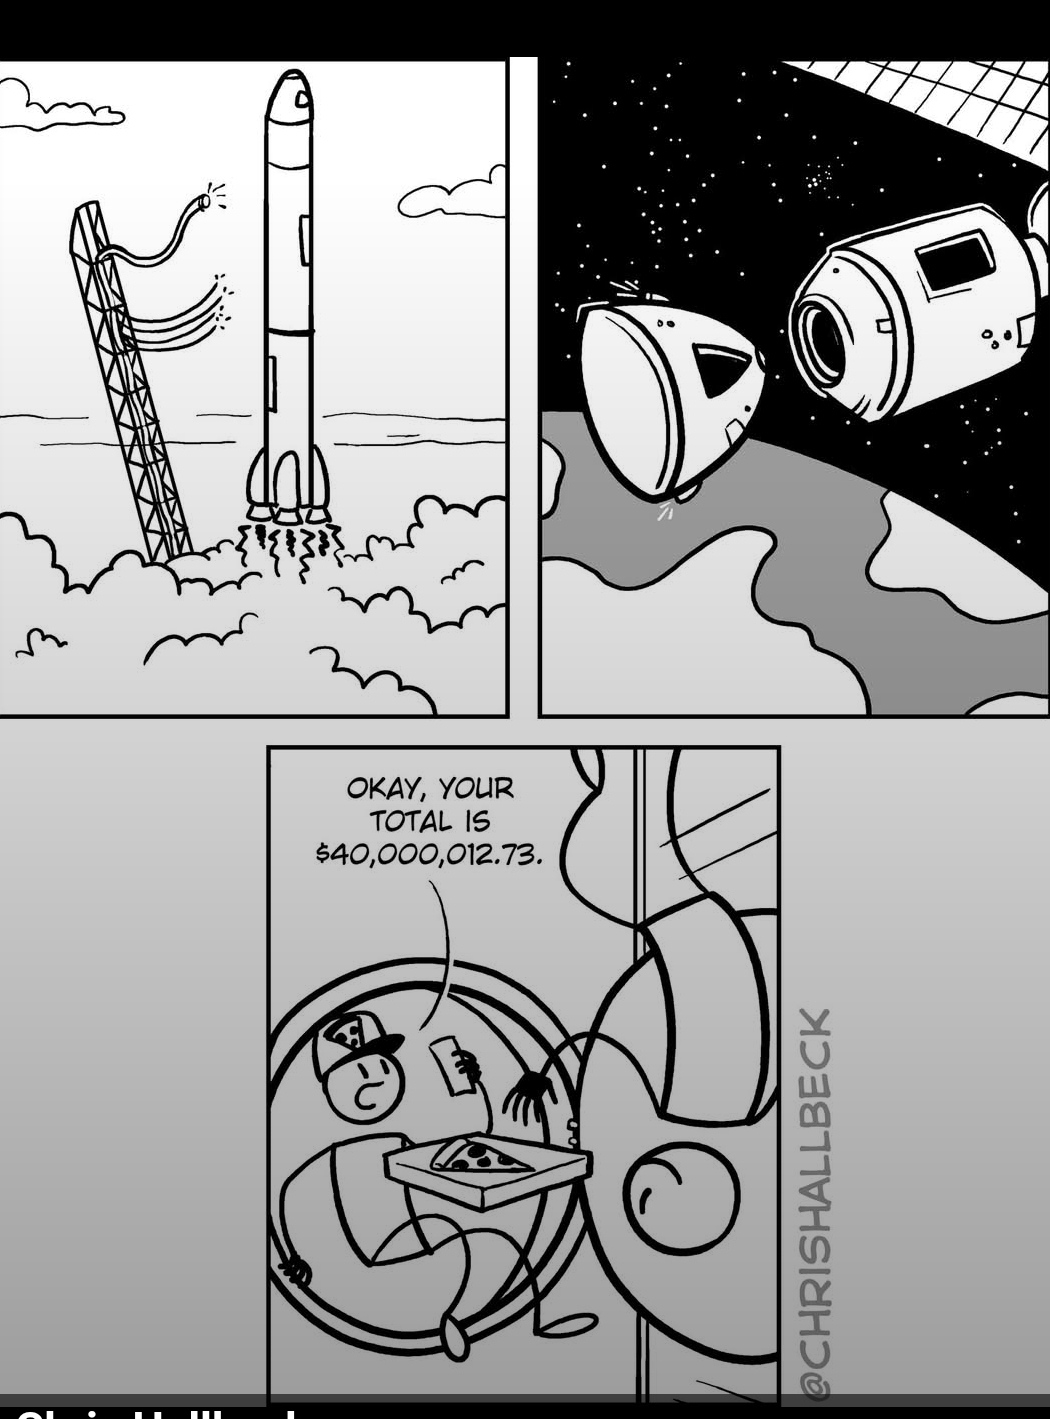 OKAY, YOUR
TOTAL IS
$40,000,012.73.
@CHRISHALLBECK